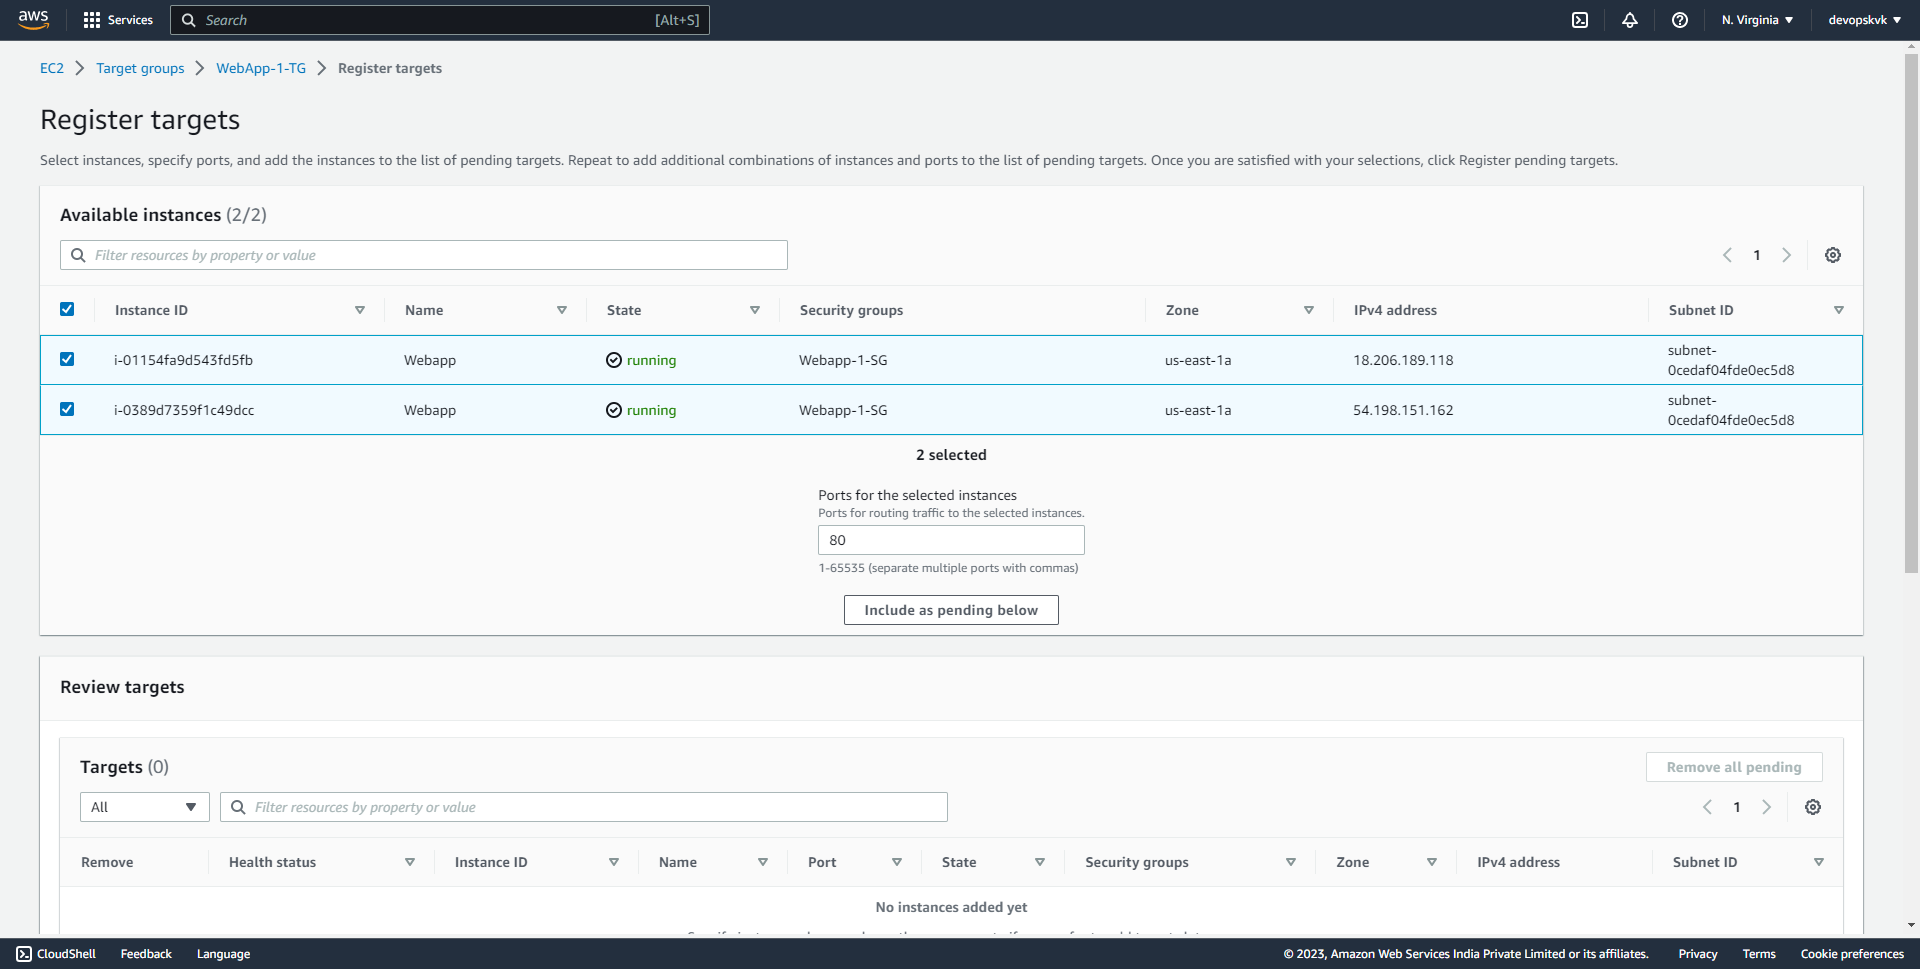 aws Services Search [Alt+S] N. Virginia devopskvk
EC2 Target groups WebApp-1-TG Register targets
Register targets
Select instances, specify ports, and add the instances to the list of pending targets. Repeat to add additional combinations of instances and ports to the list of pending targets. Once you are satisfied with your selections, click Register pending targets.
Available instances (2/2)
Filter resources by property or value 1
Instance ID Name State Security groups Zone IPv4 address Subnet ID
i-01154fa9d543fd5fb Webapp running Webapp-1-SG us-east-1a 18.206.189.118 subnet-
0cedaf04fde0ec5d8
i-0389d7359f1c49dcc Webapp running Webapp-1-SG us-east-1a 54.198.151.162 subnet-
0cedaf04fde0ec5d8
2 selected
Ports for the selected instances
Ports for routing traffic to the selected instances.
80
1-65535 (separate multiple ports with commas)
Include as pending below
Review targets
Targets (0) Remove all pending
All Filter resources by property or value 1
Remove Health status Instance ID Name Port State Security groups Zone IPv4 address Subnet ID
No instances added yet
CloudShell Feedback Language © 2023, Amazon Web Services India Private Limited or its affiliates. Privacy Terms Cookie preferences